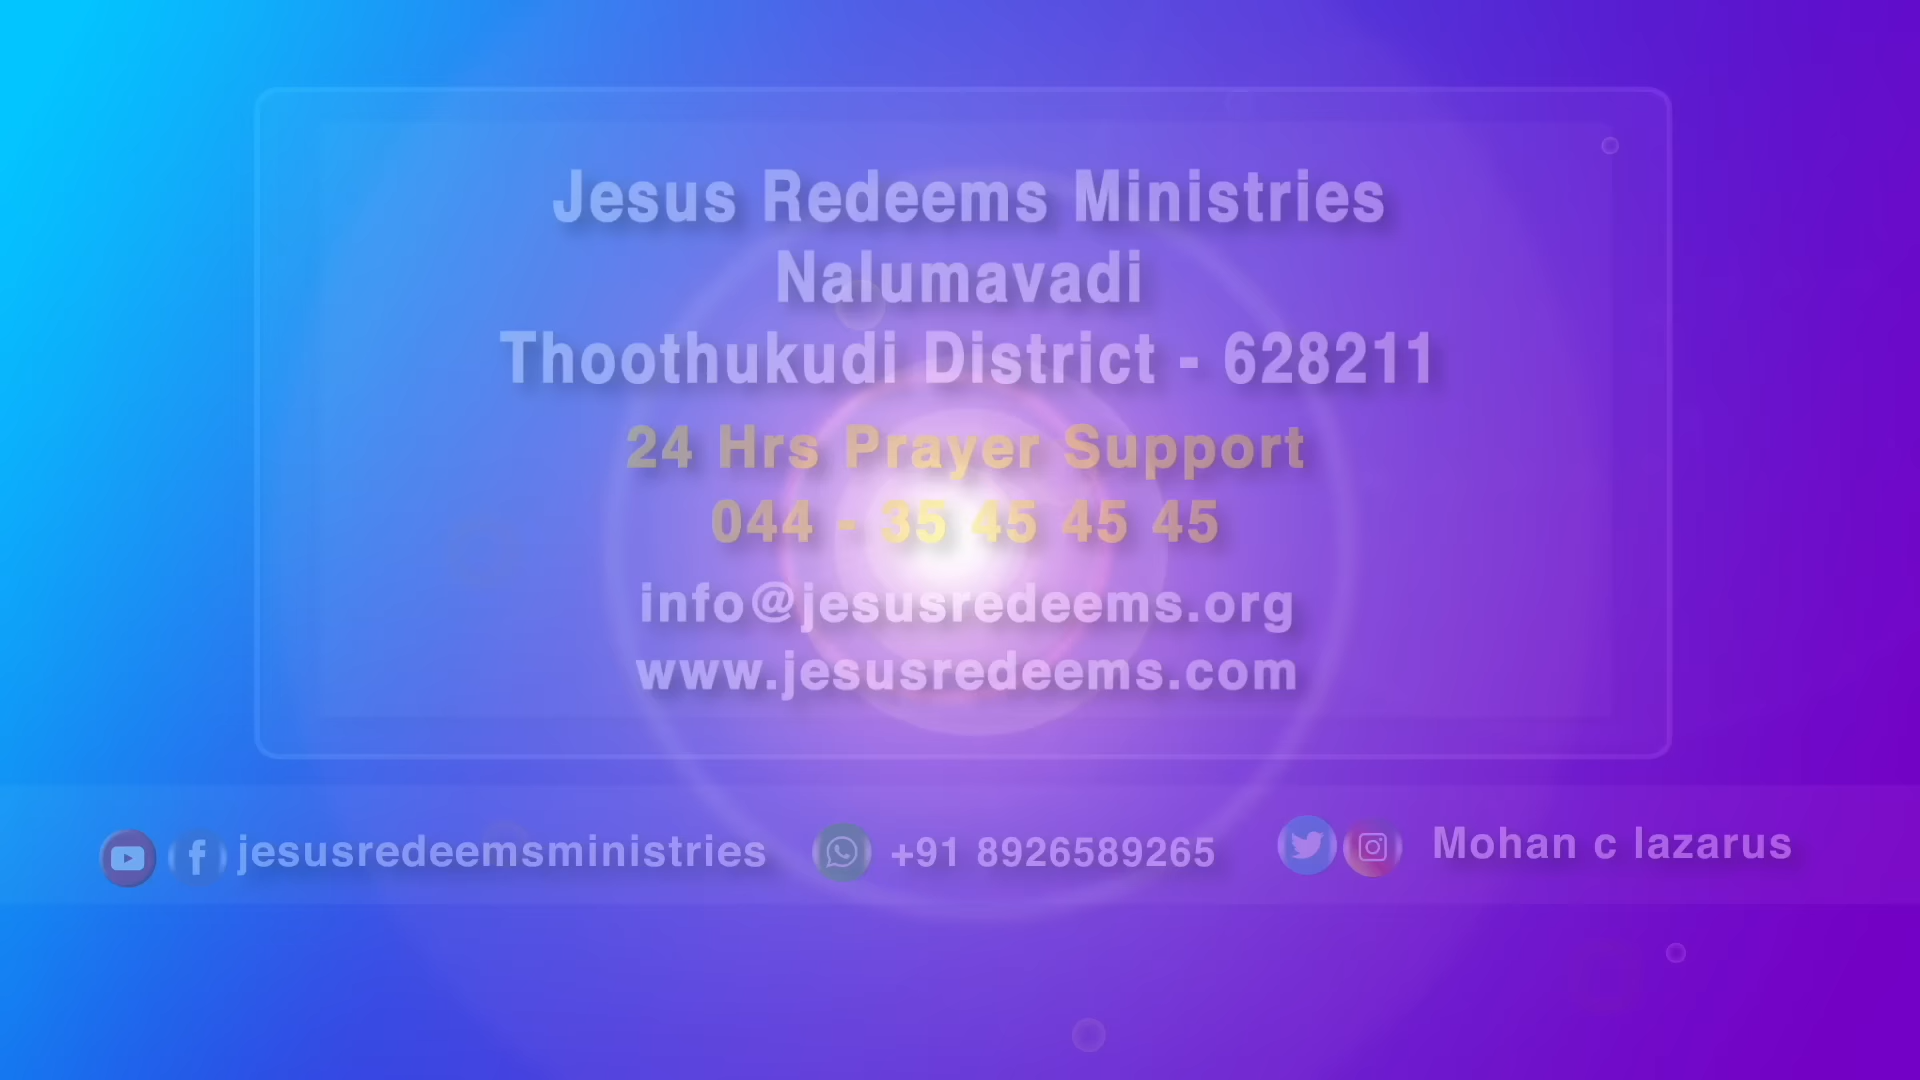 Jesus Redeems Ministries
Nalumavadi
Thoothukudi District - 628211
24 Hrs Prayer Support
044 - 35 45 45 45
info@jesusredeems.org
www.jesusredeems.com
jesusredeemsministries +91 8926589265 Mohan c lazarus